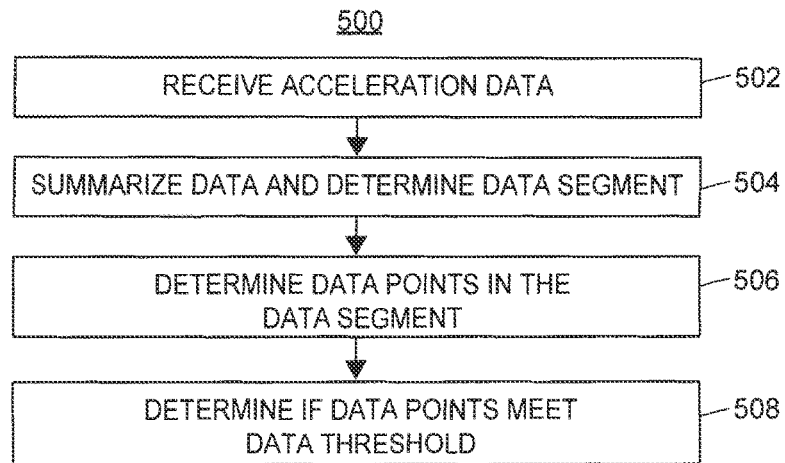 500
RECEIVE ACCELERATION DATA
502
SUMMARIZE DATA AND DETERMINE DATA SEGMENT
504
DETERMINE DATA POINTS IN THE
DATA SEGMENT
506
DETERMINE IF DATA POINTS MEET
DATA THRESHOLD
508